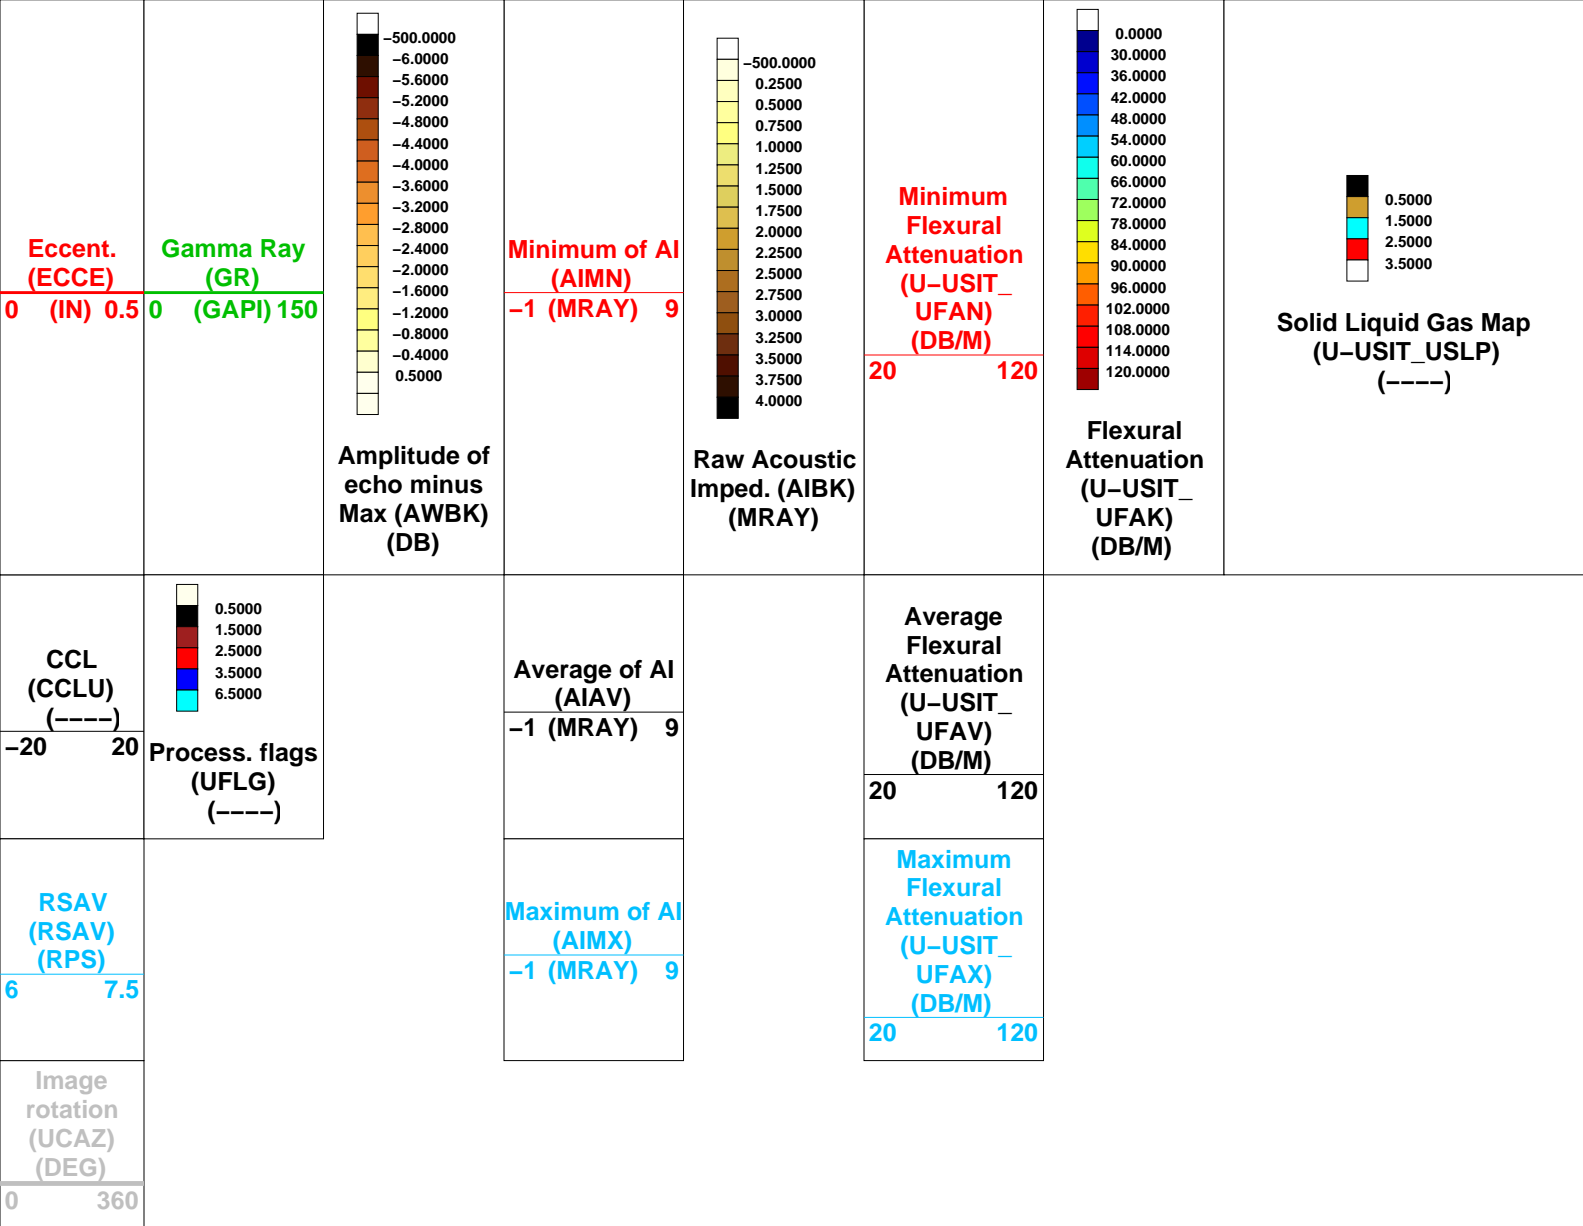 Eccent.
(ECCE)
0 (IN) 0.5
Gamma Ray
(GR)
0 (GAPI) 150
−500.0000
−6.0000
−5.6000
−5.2000
−4.8000
−4.4000
−4.0000
−3.6000
−3.2000
−2.8000
−2.4000
−2.0000
−1.6000
−1.2000
−0.8000
−0.4000
0.5000
Amplitude of
echo minus
Max (AWBK)
(DB)
Minimum of AI
(AIMN)
−1 (MRAY) 9
−500.0000
0.2500
0.5000
0.7500
1.0000
1.2500
1.5000
1.7500
2.0000
2.2500
2.5000
2.7500
3.0000
3.2500
3.5000
3.7500
4.0000
Raw Acoustic
Imped. (AIBK)
(MRAY)
Minimum
Flexural
Attenuation
(U−USIT_
UFAN)
(DB/M)
20 120
0.0000
30.0000
36.0000
42.0000
48.0000
54.0000
60.0000
66.0000
72.0000
78.0000
84.0000
90.0000
96.0000
102.0000
108.0000
114.0000
120.0000
Flexural
Attenuation
(U−USIT_
UFAK)
(DB/M)
0.5000
1.5000
2.5000
3.5000
Solid Liquid Gas Map
(U−USIT_USLP)
(−−−−)
CCL
(CCLU)
(−−−−)
−20 20
0.5000
1.5000
2.5000
3.5000
6.5000
Process. flags
(UFLG)
(−−−−)
Average of AI
(AIAV)
−1 (MRAY) 9
Average
Flexural
Attenuation
(U−USIT_
UFAV)
(DB/M)
20 120
RSAV
(RSAV)
(RPS)
6 7.5
Maximum of AI
(AIMX)
−1 (MRAY) 9
Maximum
Flexural
Attenuation
(U−USIT_
UFAX)
(DB/M)
20 120
Image
rotation
(UCAZ)
(DEG)
0 360